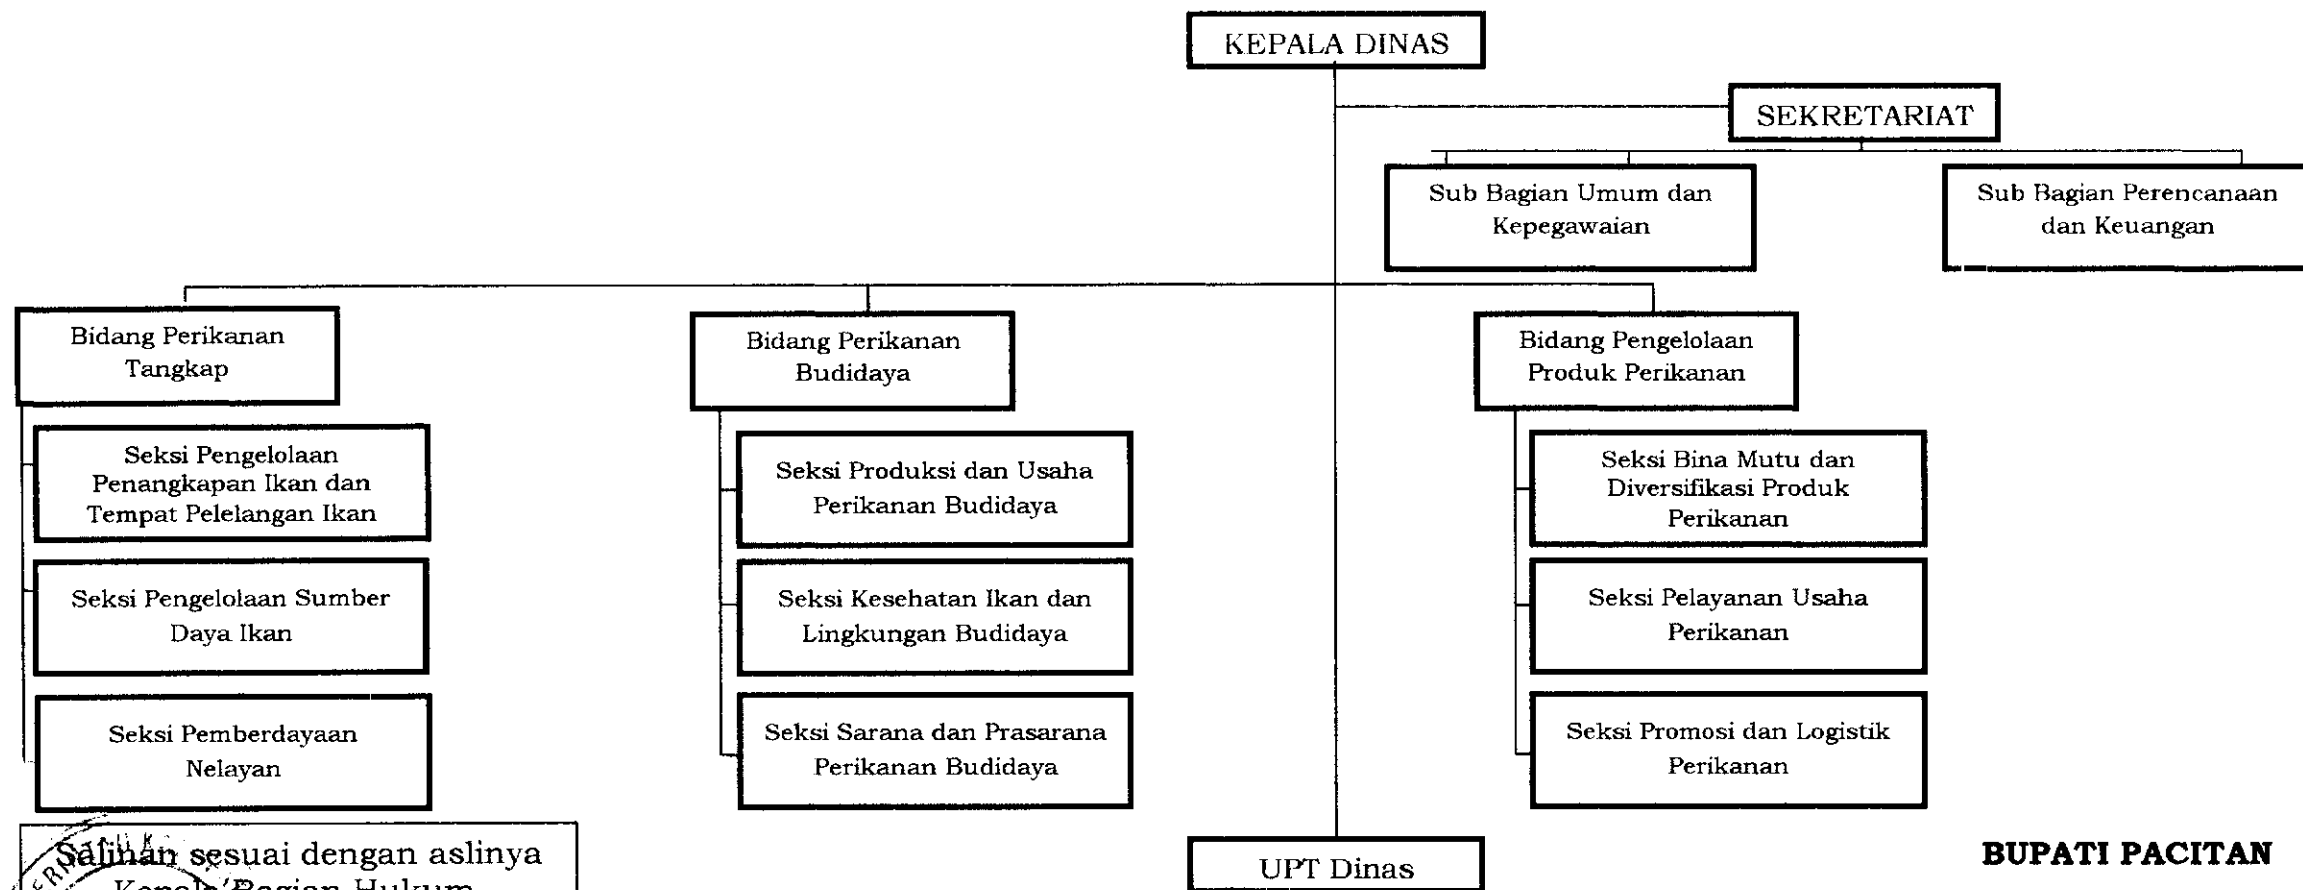 KEPALA DINAS
SEKRETARIAT
Sub Bagian Umum dan
Kepegawaian
Sub Bagian Perencanaan
dan Keuangan
Bidang Perikanan
Tangkap
Bidang Perikanan
Budidaya
Bidang Pengelolaan
Produk Perikanan
Seksi Pengelolaan
Penangkapan Ikan dan
Tempat Pelelangan Ikan
Seksi Produksi dan Usaha
Perikanan Budidaya
Seksi Bina Mutu dan
Diversifikasi Produk
Perikanan
Seksi Pengelolaan Sumber
Daya Ikan
Seksi Kesehatan Ikan dan
Lingkungan Budidaya
Seksi Pelayanan Usaha
Perikanan
Seksi Pemberdayaan
Nelayan
Seksi Sarana dan Prasarana
Perikanan Budidaya
Seksi Promosi dan Logistik
Perikanan
Salinan sesuai dengan aslinya
Kepala Bagian Hukum
UPT Dinas
BUPATI PACITAN